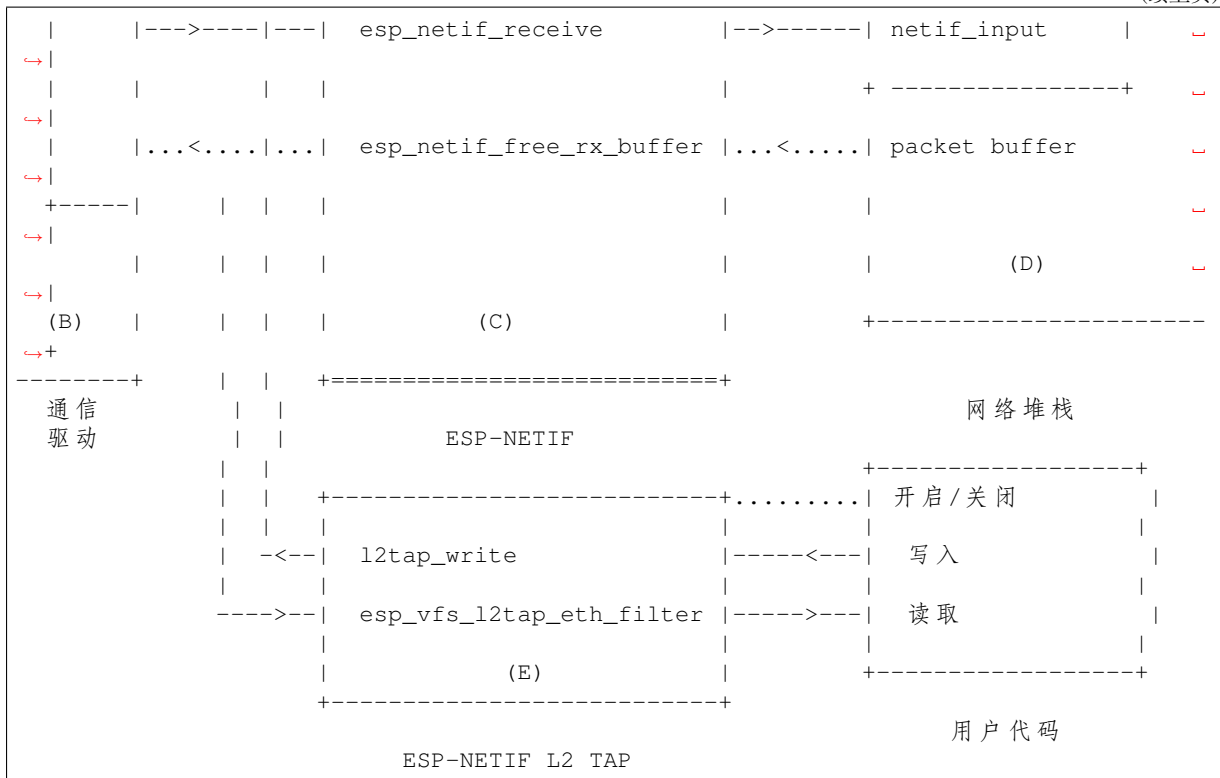 |       |--->----|---|  esp_netif_receive        |-->------| netif_input     |     ␣
↪|
|       |        |   |                           |         + ----------------+     ␣
↪|
|       |...<....|...|  esp_netif_free_rx_buffer |...<.....| packet buffer         ␣
↪|
+-----|     |  |   |                           |         |                       ␣
↪|
|     |  |   |                           |         |         (D)           ␣
↪|
(B)    |     |  |   |          (C)              |         +-----------------------
↪+
--------+     |  |   +===========================+
通信         |  |                                               网络堆栈
驱动         |  |           ESP-NETIF
|  |                                         +------------------+
|  |   +---------------------------+.........| 开启/关闭         |
|  |   |                           |         |                  |
|  -<--|  l2tap_write              |-----<---|  写入            |
|      |                           |         |                  |
---->--|  esp_vfs_l2tap_eth_filter |----->---|  读取            |
|                           |         |                  |
|            (E)            |         +------------------+
+---------------------------+
用户代码
ESP-NETIF L2 TAP